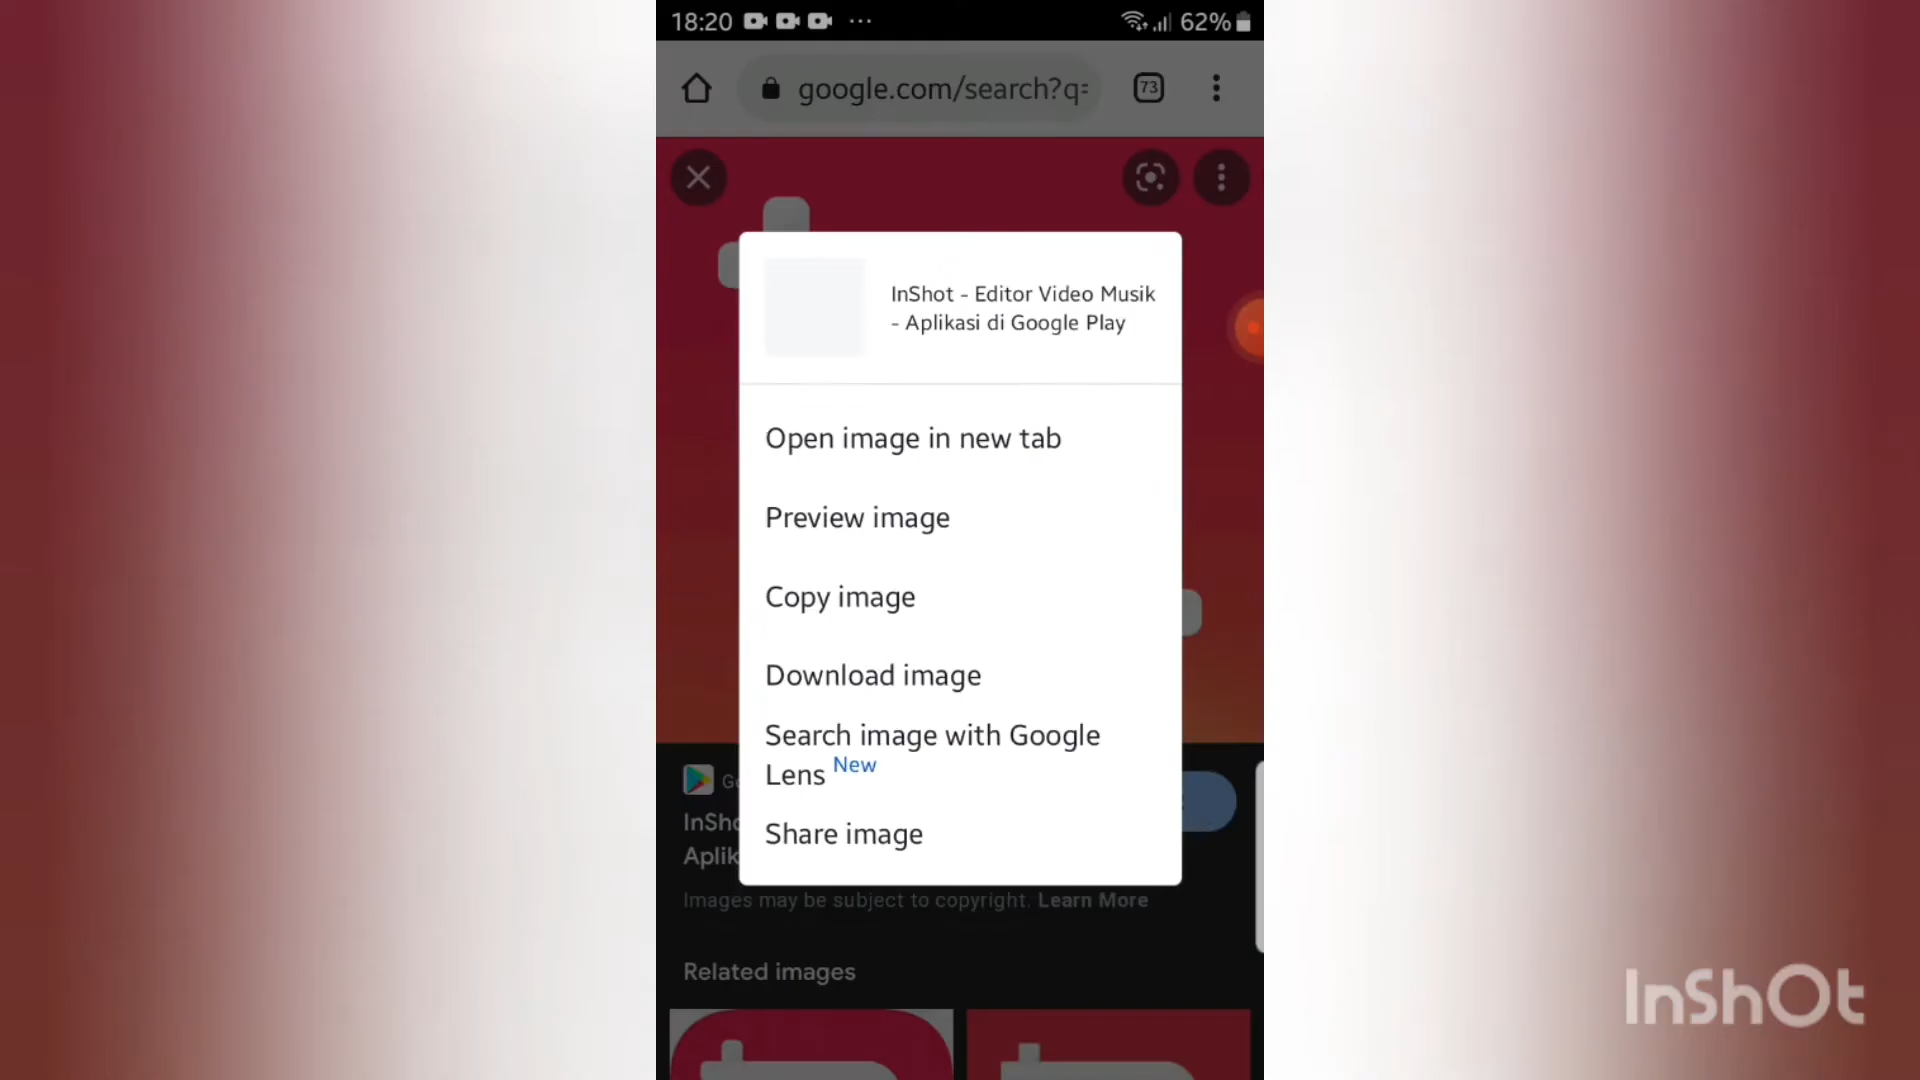 18:20 62%
google.com/search?q= 73
InShot - Editor Video Musik
- Aplikasi di Google Play
Open image in new tab
Preview image
Copy image
Download image
Search image with Google
Lens New
Share image
Images may be subject to copyright. Learn More
Related images
InShOt